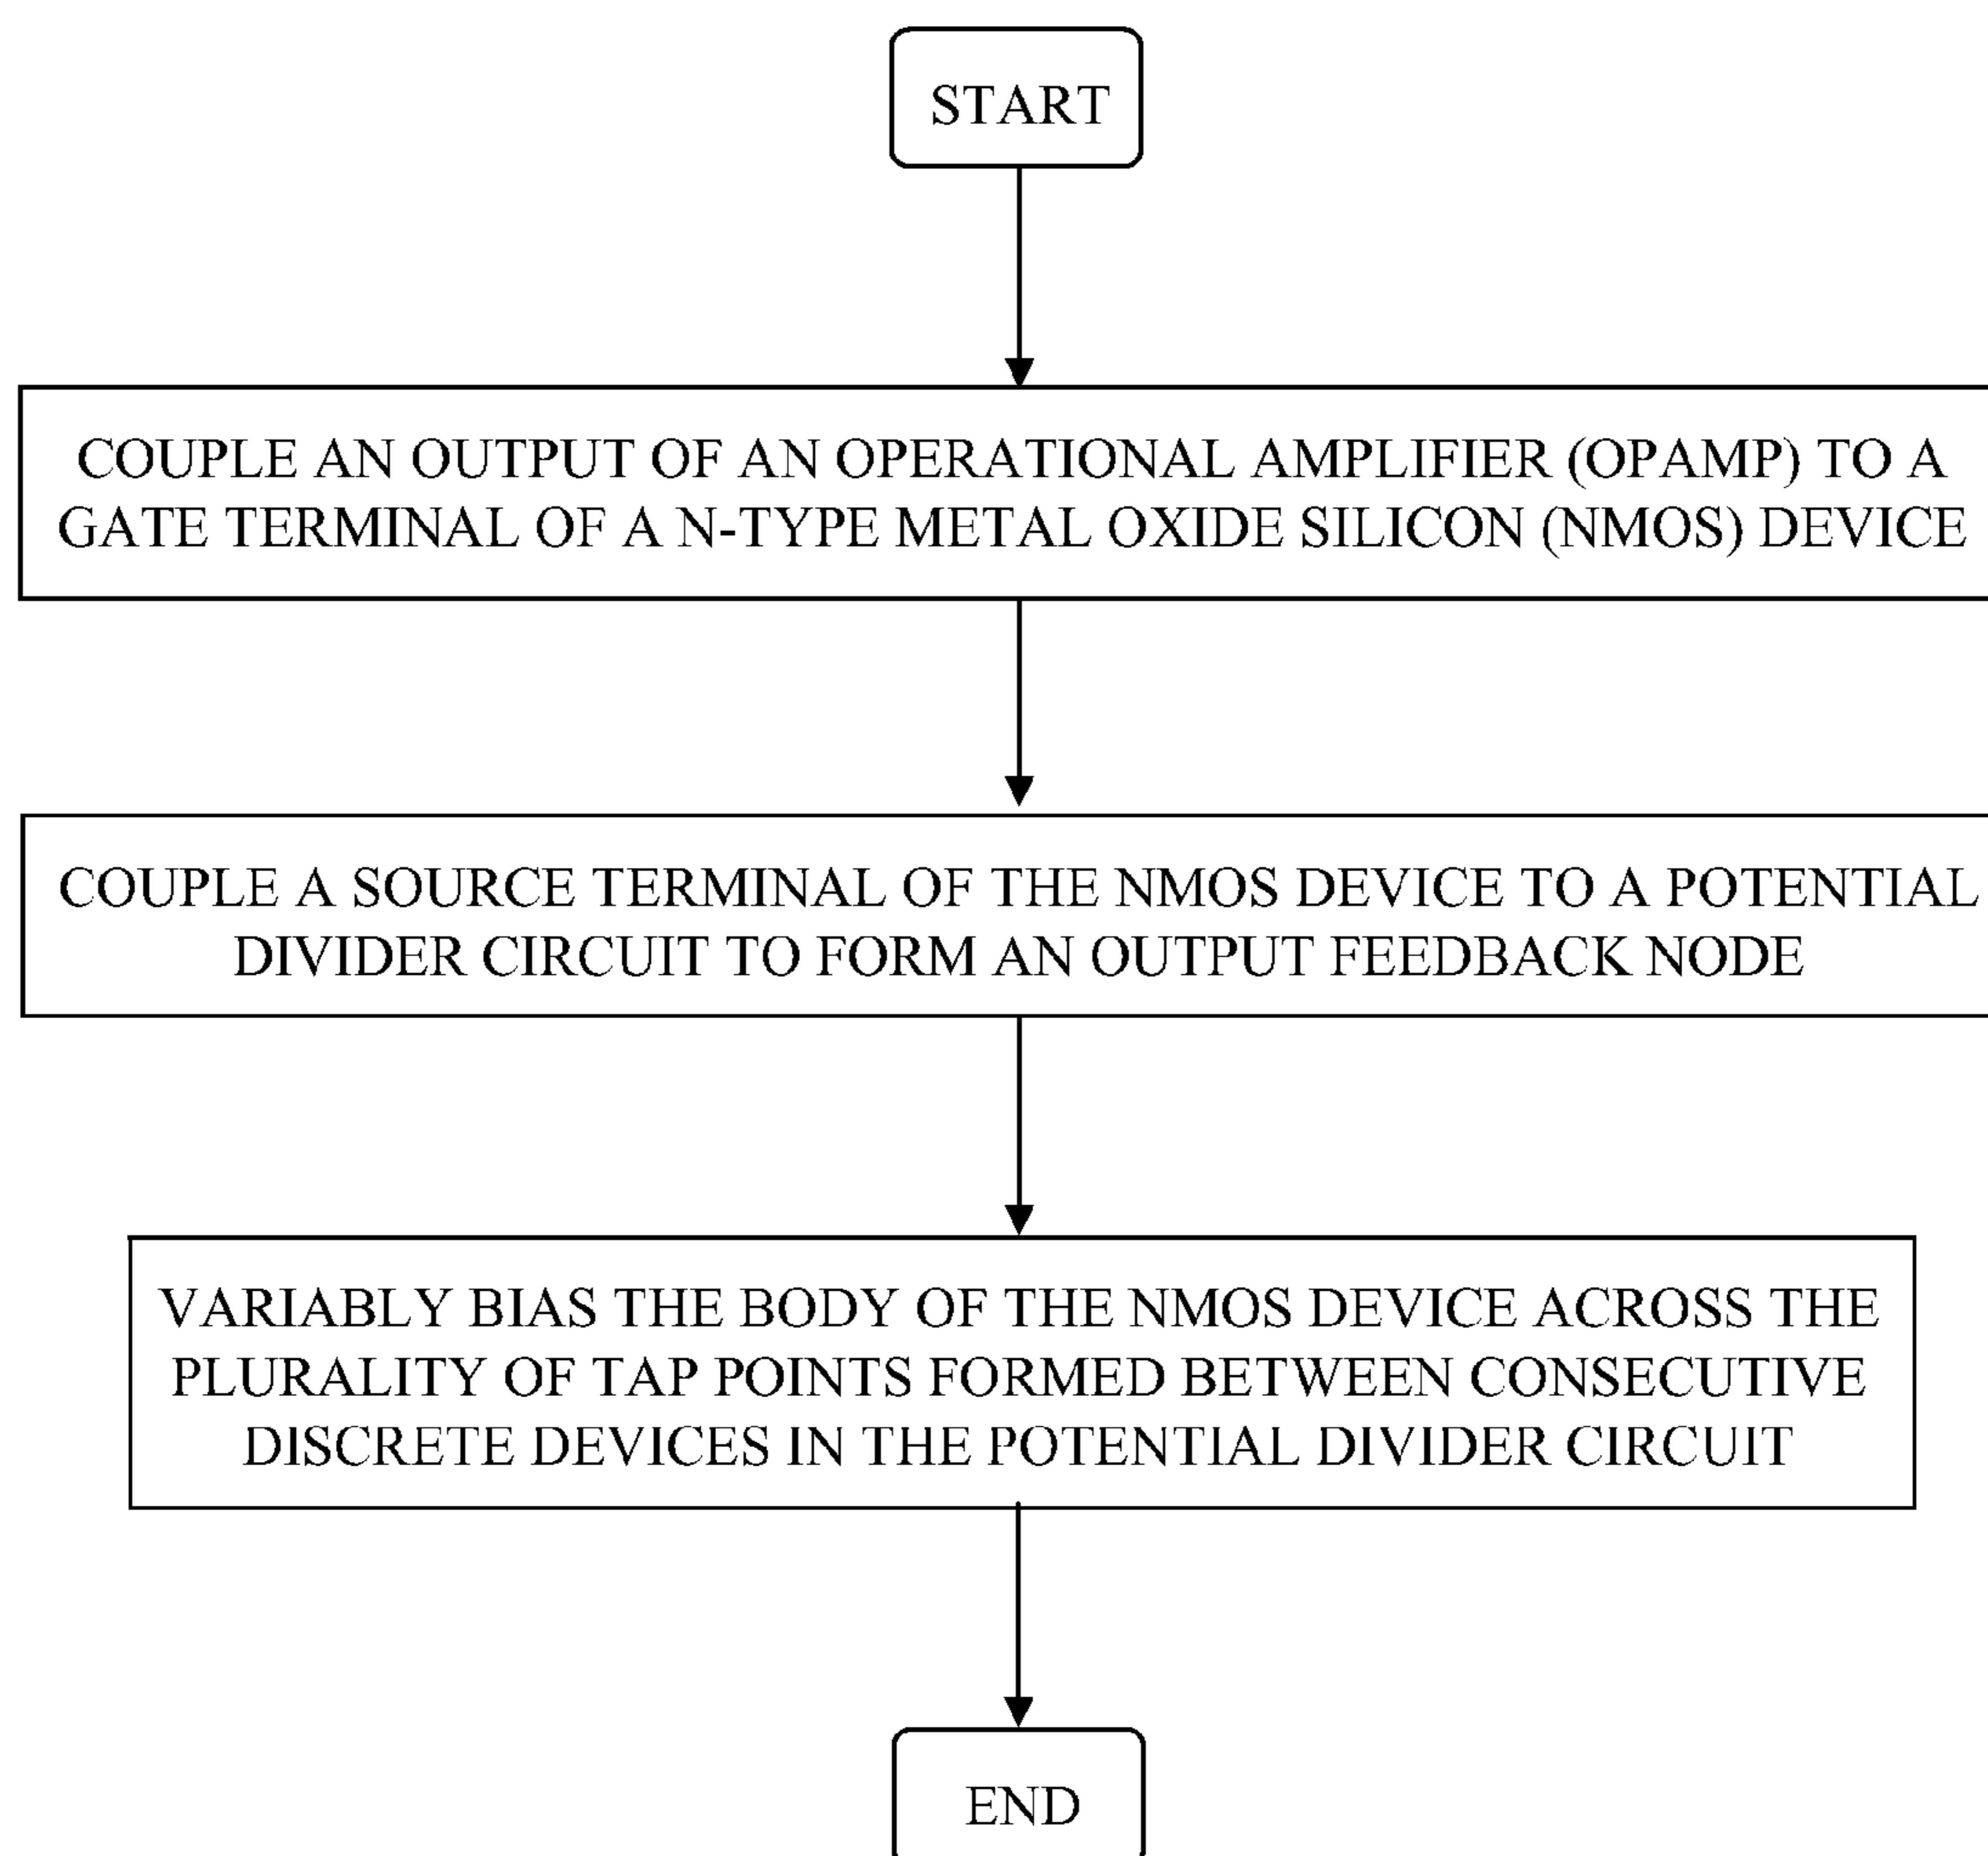 START
COUPLE AN OUTPUT OF AN OPERATIONAL AMPLIFIER (OPAMP) TO A
GATE TERMINAL OF A N-TYPE METAL OXIDE SILICON (NMOS) DEVICE
COUPLE A SOURCE TERMINAL OF THE NMOS DEVICE TO A POTENTIAL
DIVIDER CIRCUIT TO FORM AN OUTPUT FEEDBACK NODE
VARIABLY BIAS THE BODY OF THE NMOS DEVICE ACROSS THE
PLURALITY OF TAP POINTS FORMED BETWEEN CONSECUTIVE
DISCRETE DEVICES IN THE POTENTIAL DIVIDER CIRCUIT
END